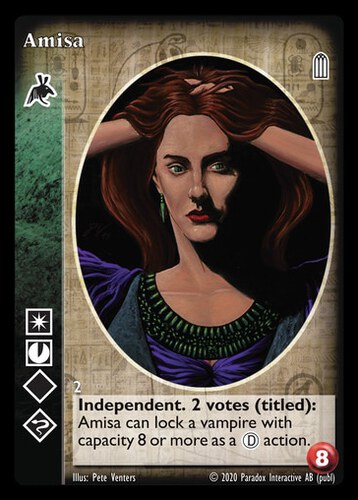 Amisa
2
Independent. 2 votes (titled):
Amisa can lock a vampire with
capacity 8 or more as a Ⓓ action.
8
Illus: Pete Venters © 2020 Paradox Interactive AB (publ)